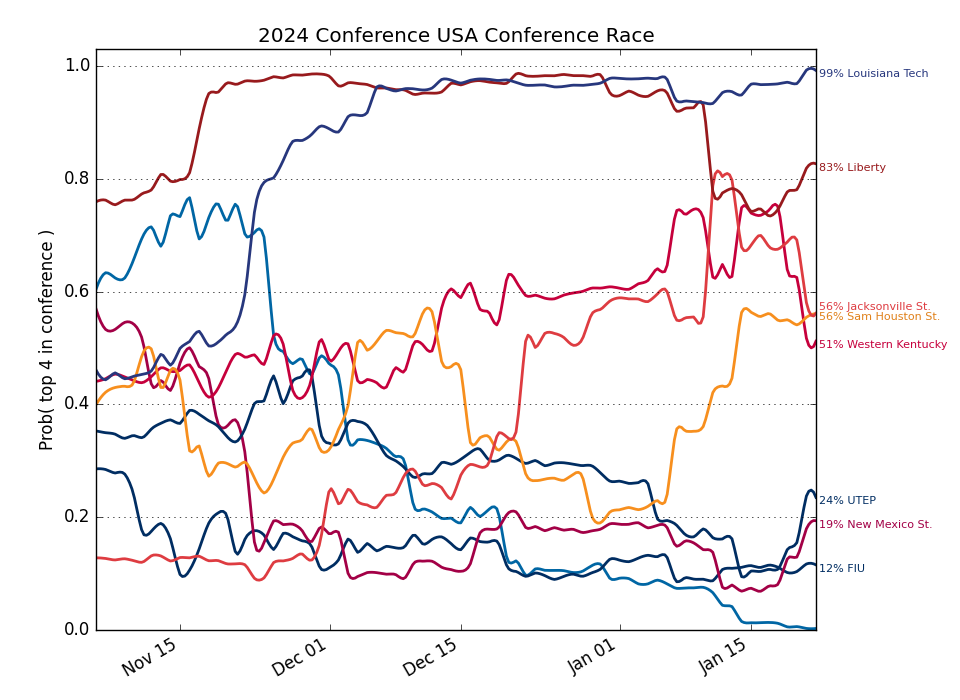 2024 Conference USA Conference Race
Prob( top 4 in conference )
1.0
0.8
0.6
0.4
0.2
0.0
Nov 15
Dec 01
Dec 15
Jan 01
Jan 15
99% Louisiana Tech
83% Liberty
56% Jacksonville St.
56% Sam Houston St.
51% Western Kentucky
24% UTEP
19% New Mexico St.
12% FIU